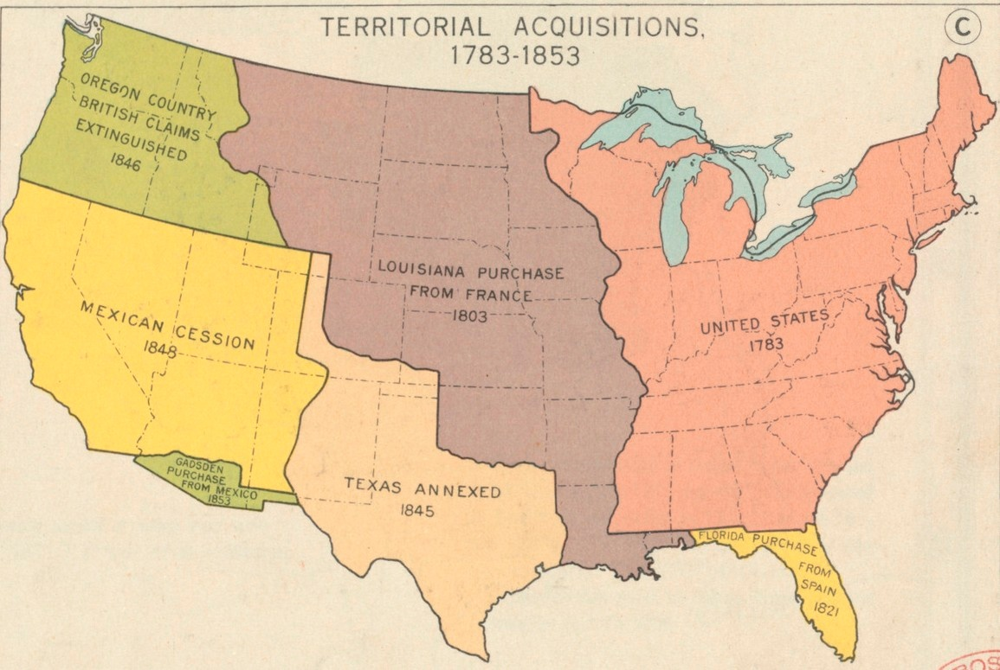 TERRITORIAL ACQUISITIONS,
1783-1853
C
OREGON COUNTRY
BRITISH CLAIMS
EXTINGUISHED
1846
LOUISIANA PURCHASE
FROM FRANCE
1803
UNITED STATES
1783
MEXICAN CESSION
1848
GADSDEN
PURCHASE
FROM MEXICO
1853
TEXAS ANNEXED
1845
FLORIDA PURCHASE
FROM
SPAIN
1821